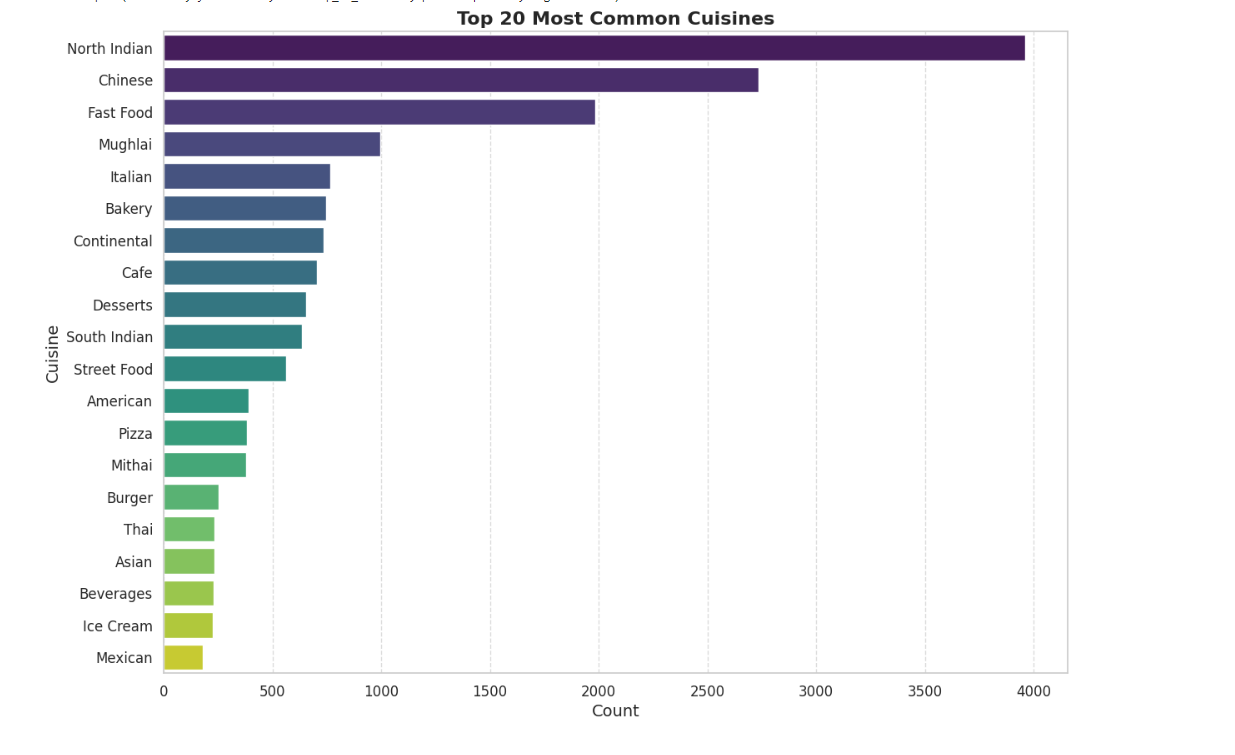 Top 20 Most Common Cuisines
North Indian
Chinese
Fast Food
Mughlai
Italian
Bakery
Continental
Cafe
Desserts
South Indian
Street Food
American
Pizza
Mithai
Burger
Thai
Asian
Beverages
Ice Cream
Mexican
Cuisine
0 500 1000 1500 2000 2500 3000 3500 4000
Count